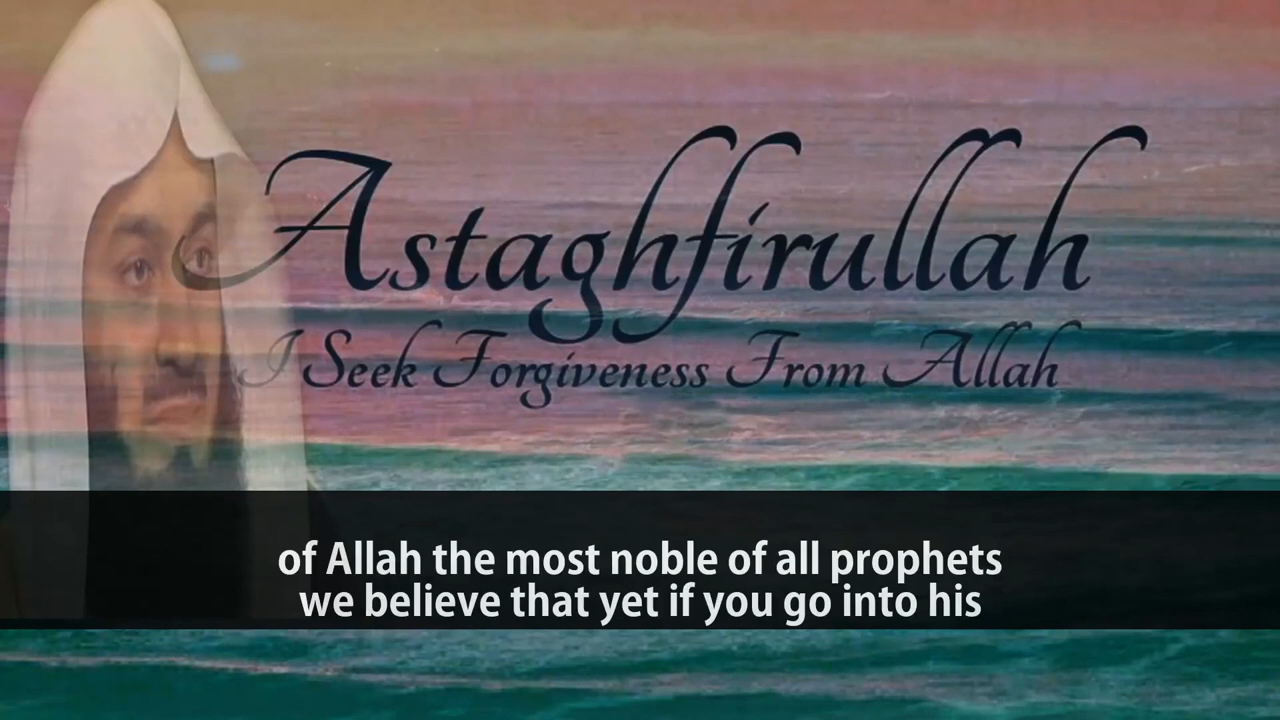 Astaghfirullah
I Seek Forgiveness From Allah
of Allah the most noble of all prophets
we believe that yet if you go into his